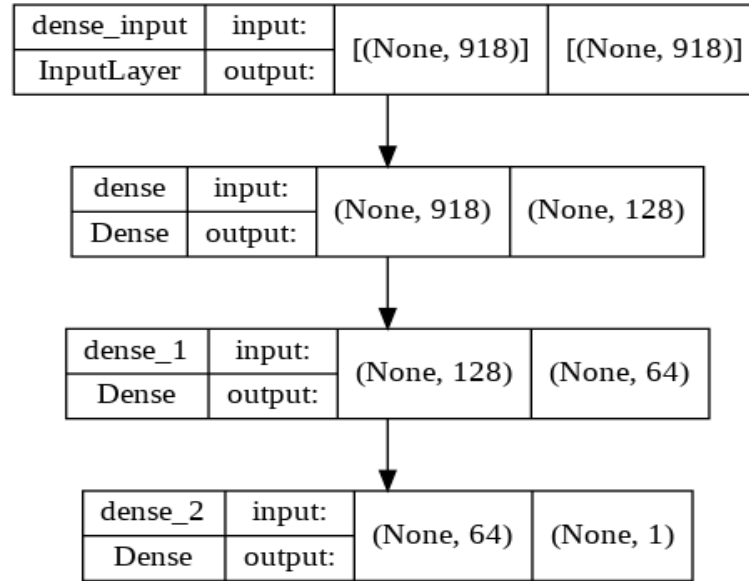 dense_input input: [(None, 918)] [(None, 918)]
InputLayer output:
dense input: (None, 918) (None, 128)
Dense output:
dense_1 input: (None, 128) (None, 64)
Dense output:
dense_2 input: (None, 64) (None, 1)
Dense output: